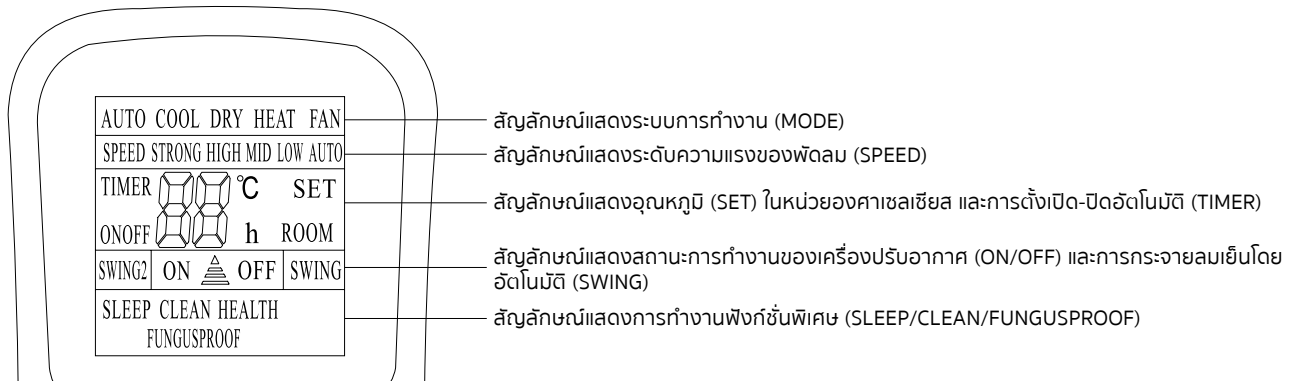 AUTO COOL DRY HEAT FAN
สัญลักษณ์แสดงระบบการทำงาน (MODE)
SPEED STRONG HIGH MID LOW AUTO
สัญลักษณ์แสดงระดับความแรงของพัดลม (SPEED)
TIMER 88 °C SET
ONOFF h ROOM
สัญลักษณ์แสดงอุณหภูมิ (SET) ในหน่วยองศาเซลเซียส และการตั้งเปิด-ปิดอัตโนมัติ (TIMER)
SWING2 ON OFF SWING
สัญลักษณ์แสดงสถานะการทำงานของเครื่องปรับอากาศ (ON/OFF) และการกระจายลมเย็นโดย
อัตโนมัติ (SWING)
SLEEP CLEAN HEALTH
FUNGUSPROOF
สัญลักษณ์แสดงการทำงานฟังก์ชั่นพิเศษ (SLEEP/CLEAN/FUNGUSPROOF)